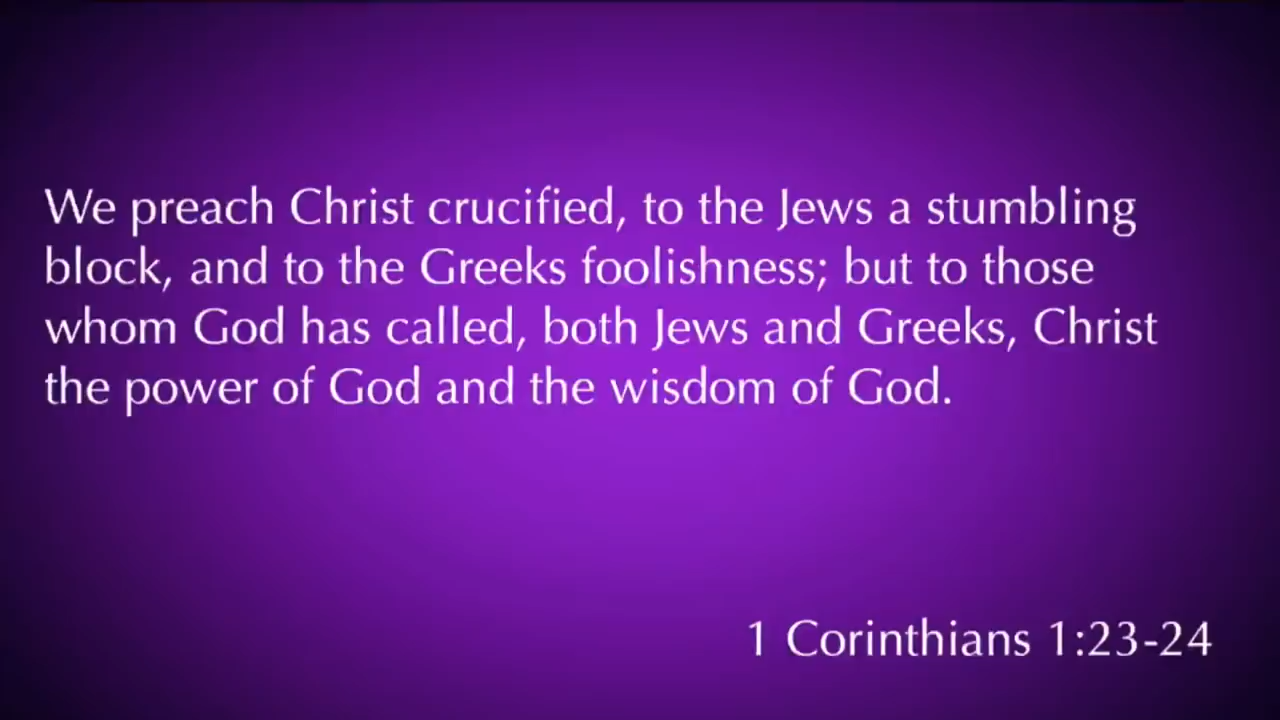 We preach Christ crucified, to the Jews a stumbling
block, and to the Greeks foolishness; but to those
whom God has called, both Jews and Greeks, Christ
the power of God and the wisdom of God.
1 Corinthians 1:23-24